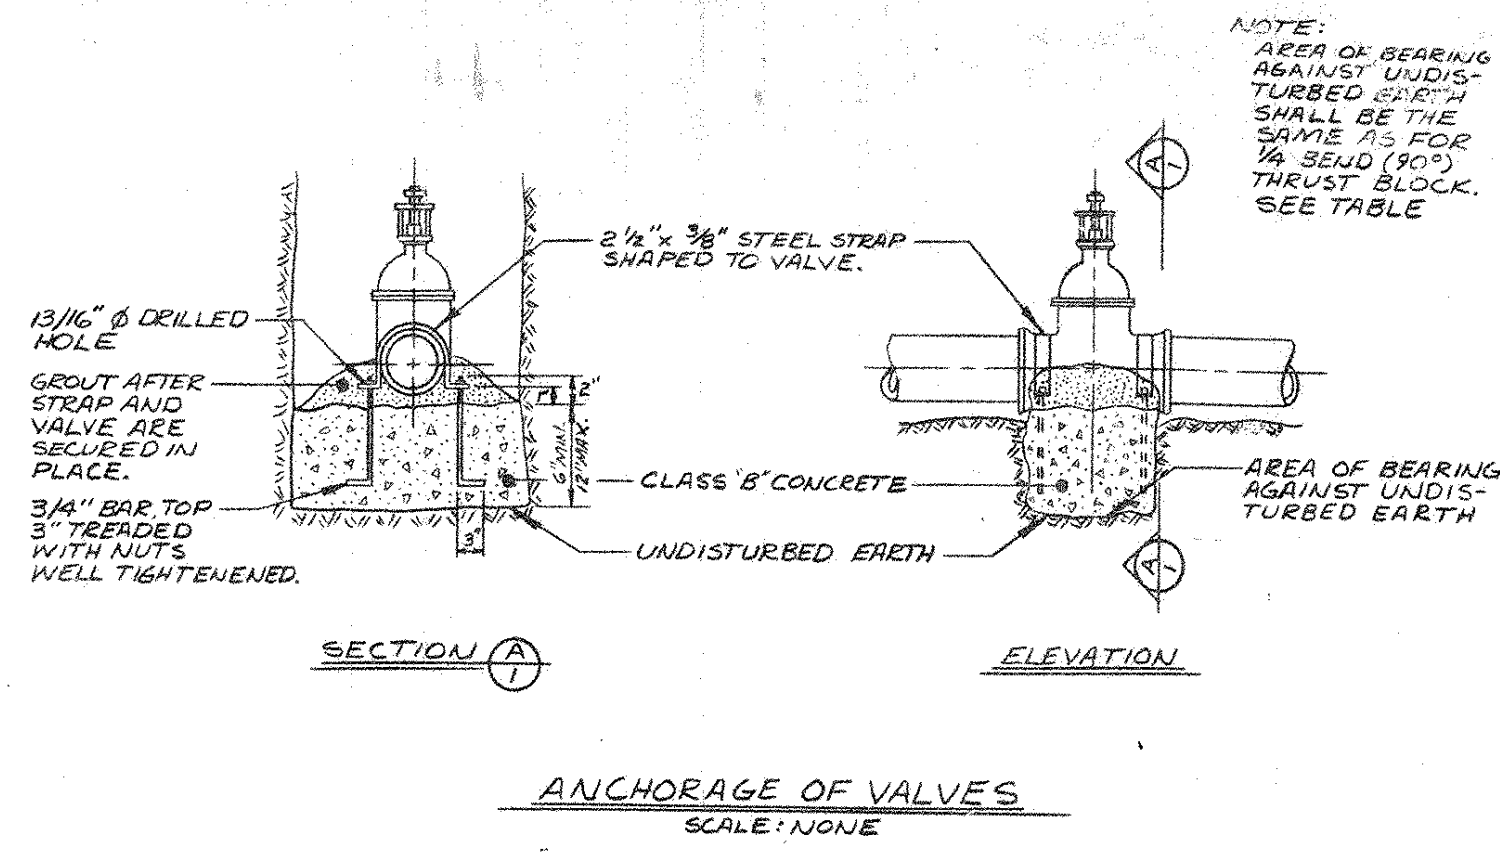 NOTE:
AREA OF BEARING
AGAINST UNDIS-
TURBED EARTH
SHALL BE THE
SAME AS FOR
1/4 BEND (90°)
THRUST BLOCK.
SEE TABLE
A
1
2 1/2" x 3/8" STEEL STRAP
SHAPED TO VALVE.
13/16" Ø DRILLED
HOLE
GROUT AFTER
STRAP AND
VALVE ARE
SECURED IN
PLACE.
3/4" BAR, TOP
3" TREADED
WITH NUTS
WELL TIGHTENENED.
1"
2"
6" MIN.
12" MAX.
3"
CLASS "B" CONCRETE
UNDISTURBED EARTH
AREA OF BEARING
AGAINST UNDIS-
TURBED EARTH
A
1
SECTION A
1
ELEVATION
ANCHORAGE OF VALVES
SCALE: NONE